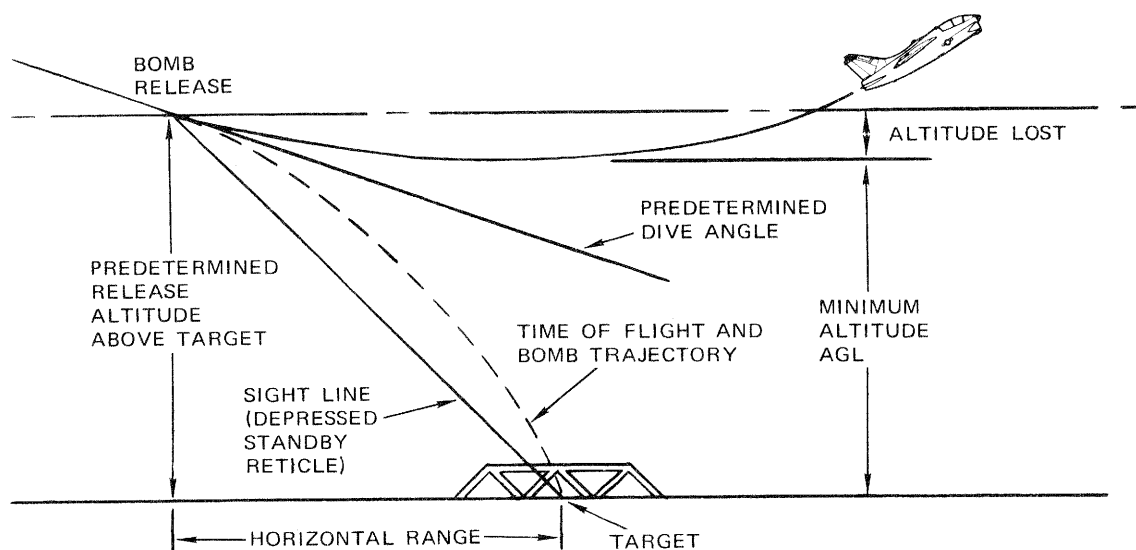 BOMB
RELEASE
ALTITUDE LOST
PREDETERMINED
DIVE ANGLE
PREDETERMINED
RELEASE
ALTITUDE
ABOVE TARGET
MINIMUM
ALTITUDE
AGL
TIME OF FLIGHT AND
BOMB TRAJECTORY
SIGHT LINE
(DEPRESSED
STANDBY
RETICLE)
HORIZONTAL RANGE
TARGET